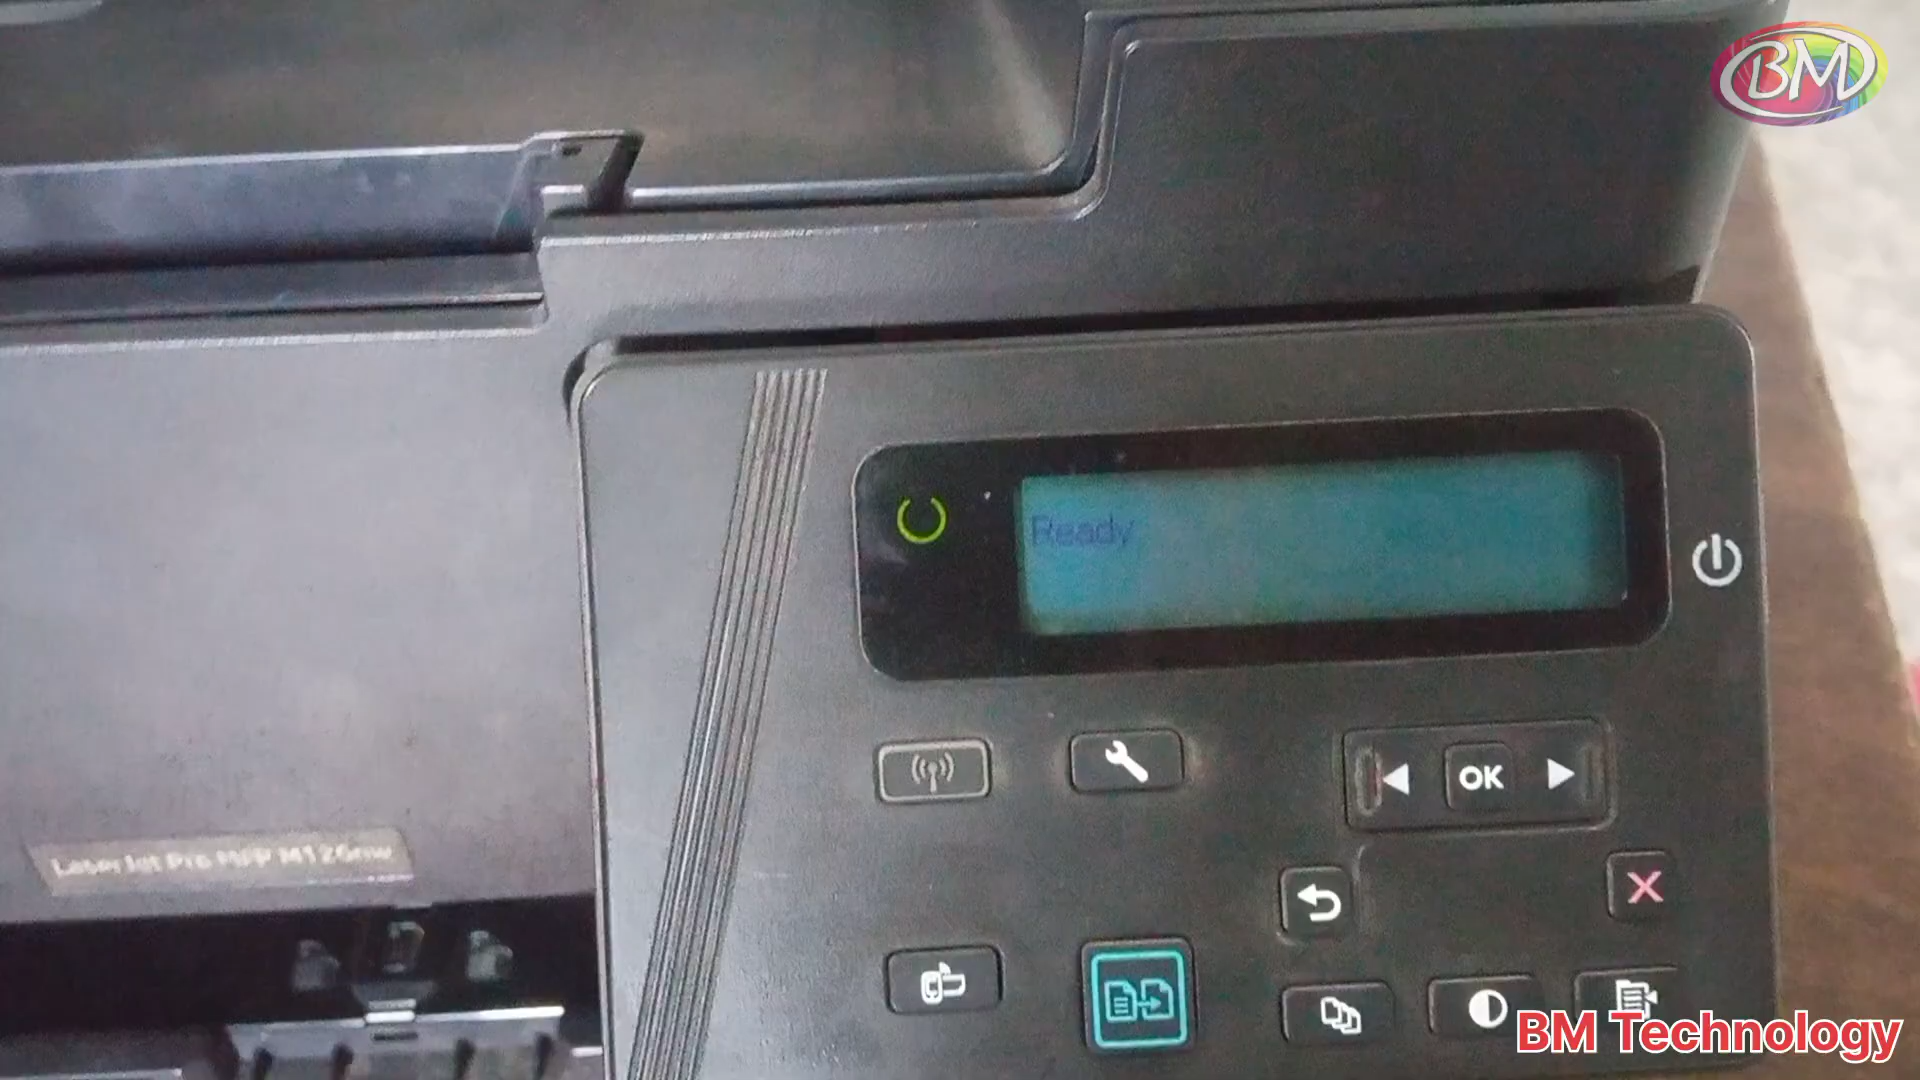 BM
Ready
OK
LaserJet Pro MFP M126nw
BM Technology